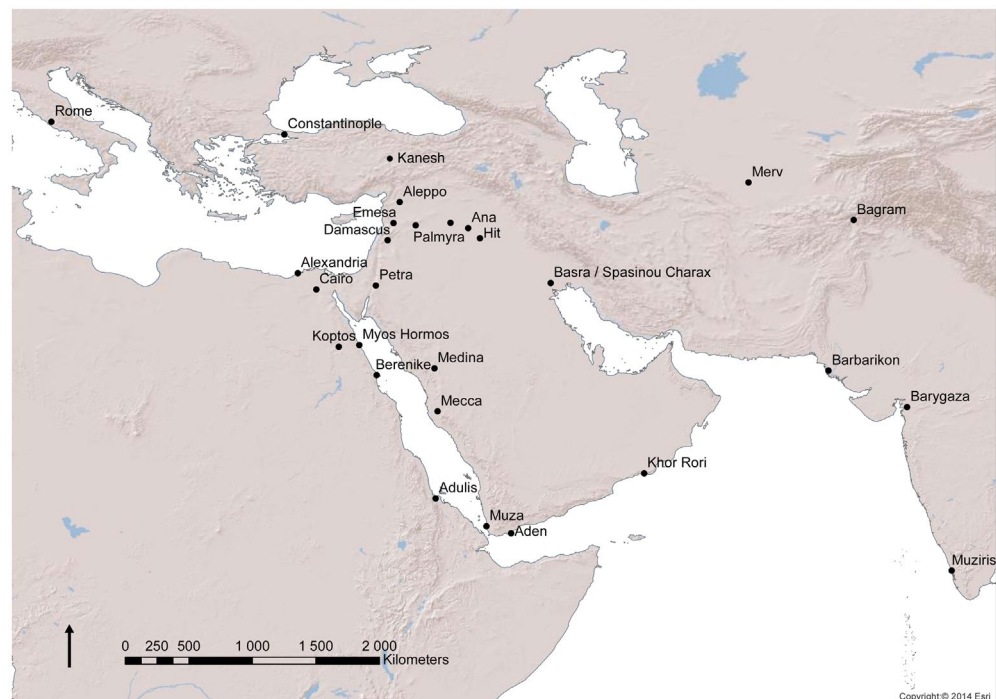 Rome
Constantinople
Kanesh
Merv
Aleppo
Emesa
Ana
Bagram
Damascus
Palmyra
Hit
Alexandria
Cairo
Petra
Basra / Spasinou Charax
Koptos
Myos Hormos
Medina
Berenike
Barbarikon
Mecca
Barygaza
Khor Rori
Adulis
Muza
Aden
Muziris
0 250 500 1 000 1 500 2 000
Kilometers
Copyright:© 2014 Esri